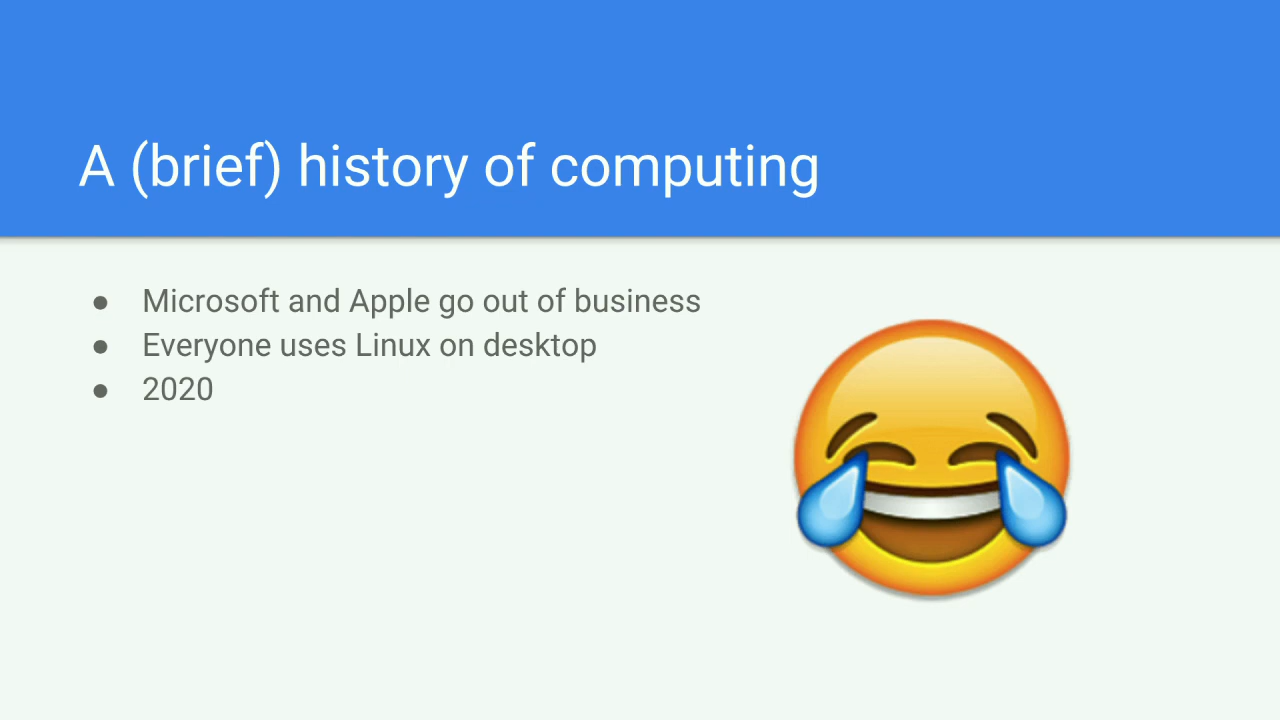 A (brief) history of computing
● Microsoft and Apple go out of business
● Everyone uses Linux on desktop
● 2020